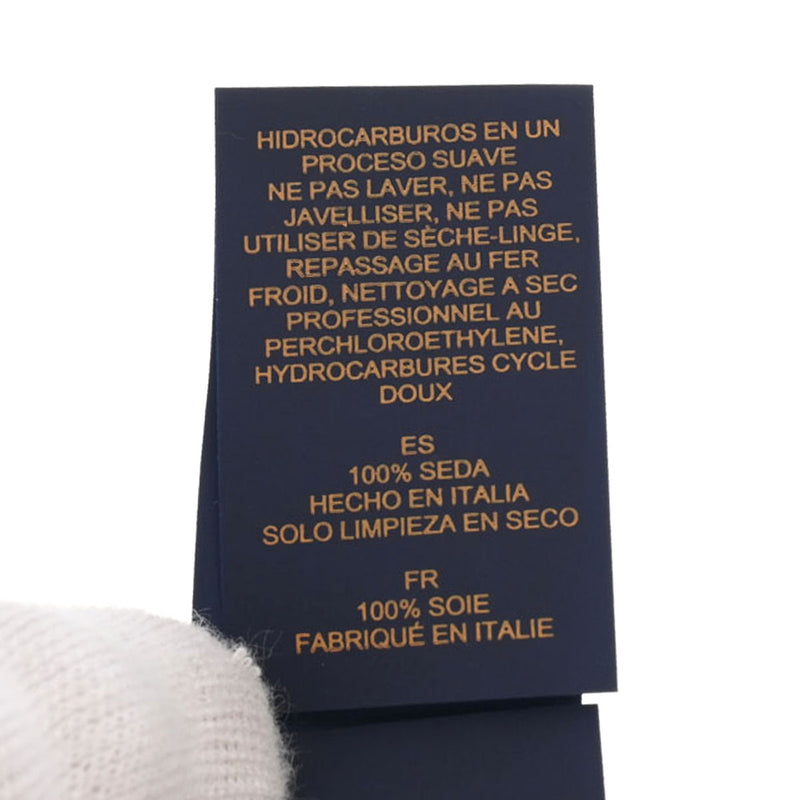 HIDROCARBUROS EN UN
PROCESO SUAVE
NE PAS LAVER, NE PAS
JAVELLISER, NE PAS
UTILISER DE SÈCHE-LINGE,
REPASSAGE AU FER
FROID, NETTOYAGE A SEC
PROFESSIONNEL AU
PERCHLOROETHYLENE,
HYDROCARBURES CYCLE
DOUX
ES
100% SEDA
HECHO EN ITALIA
SOLO LIMPIEZA EN SECO
FR
100% SOIE
FABRIQUÉ EN ITALIE